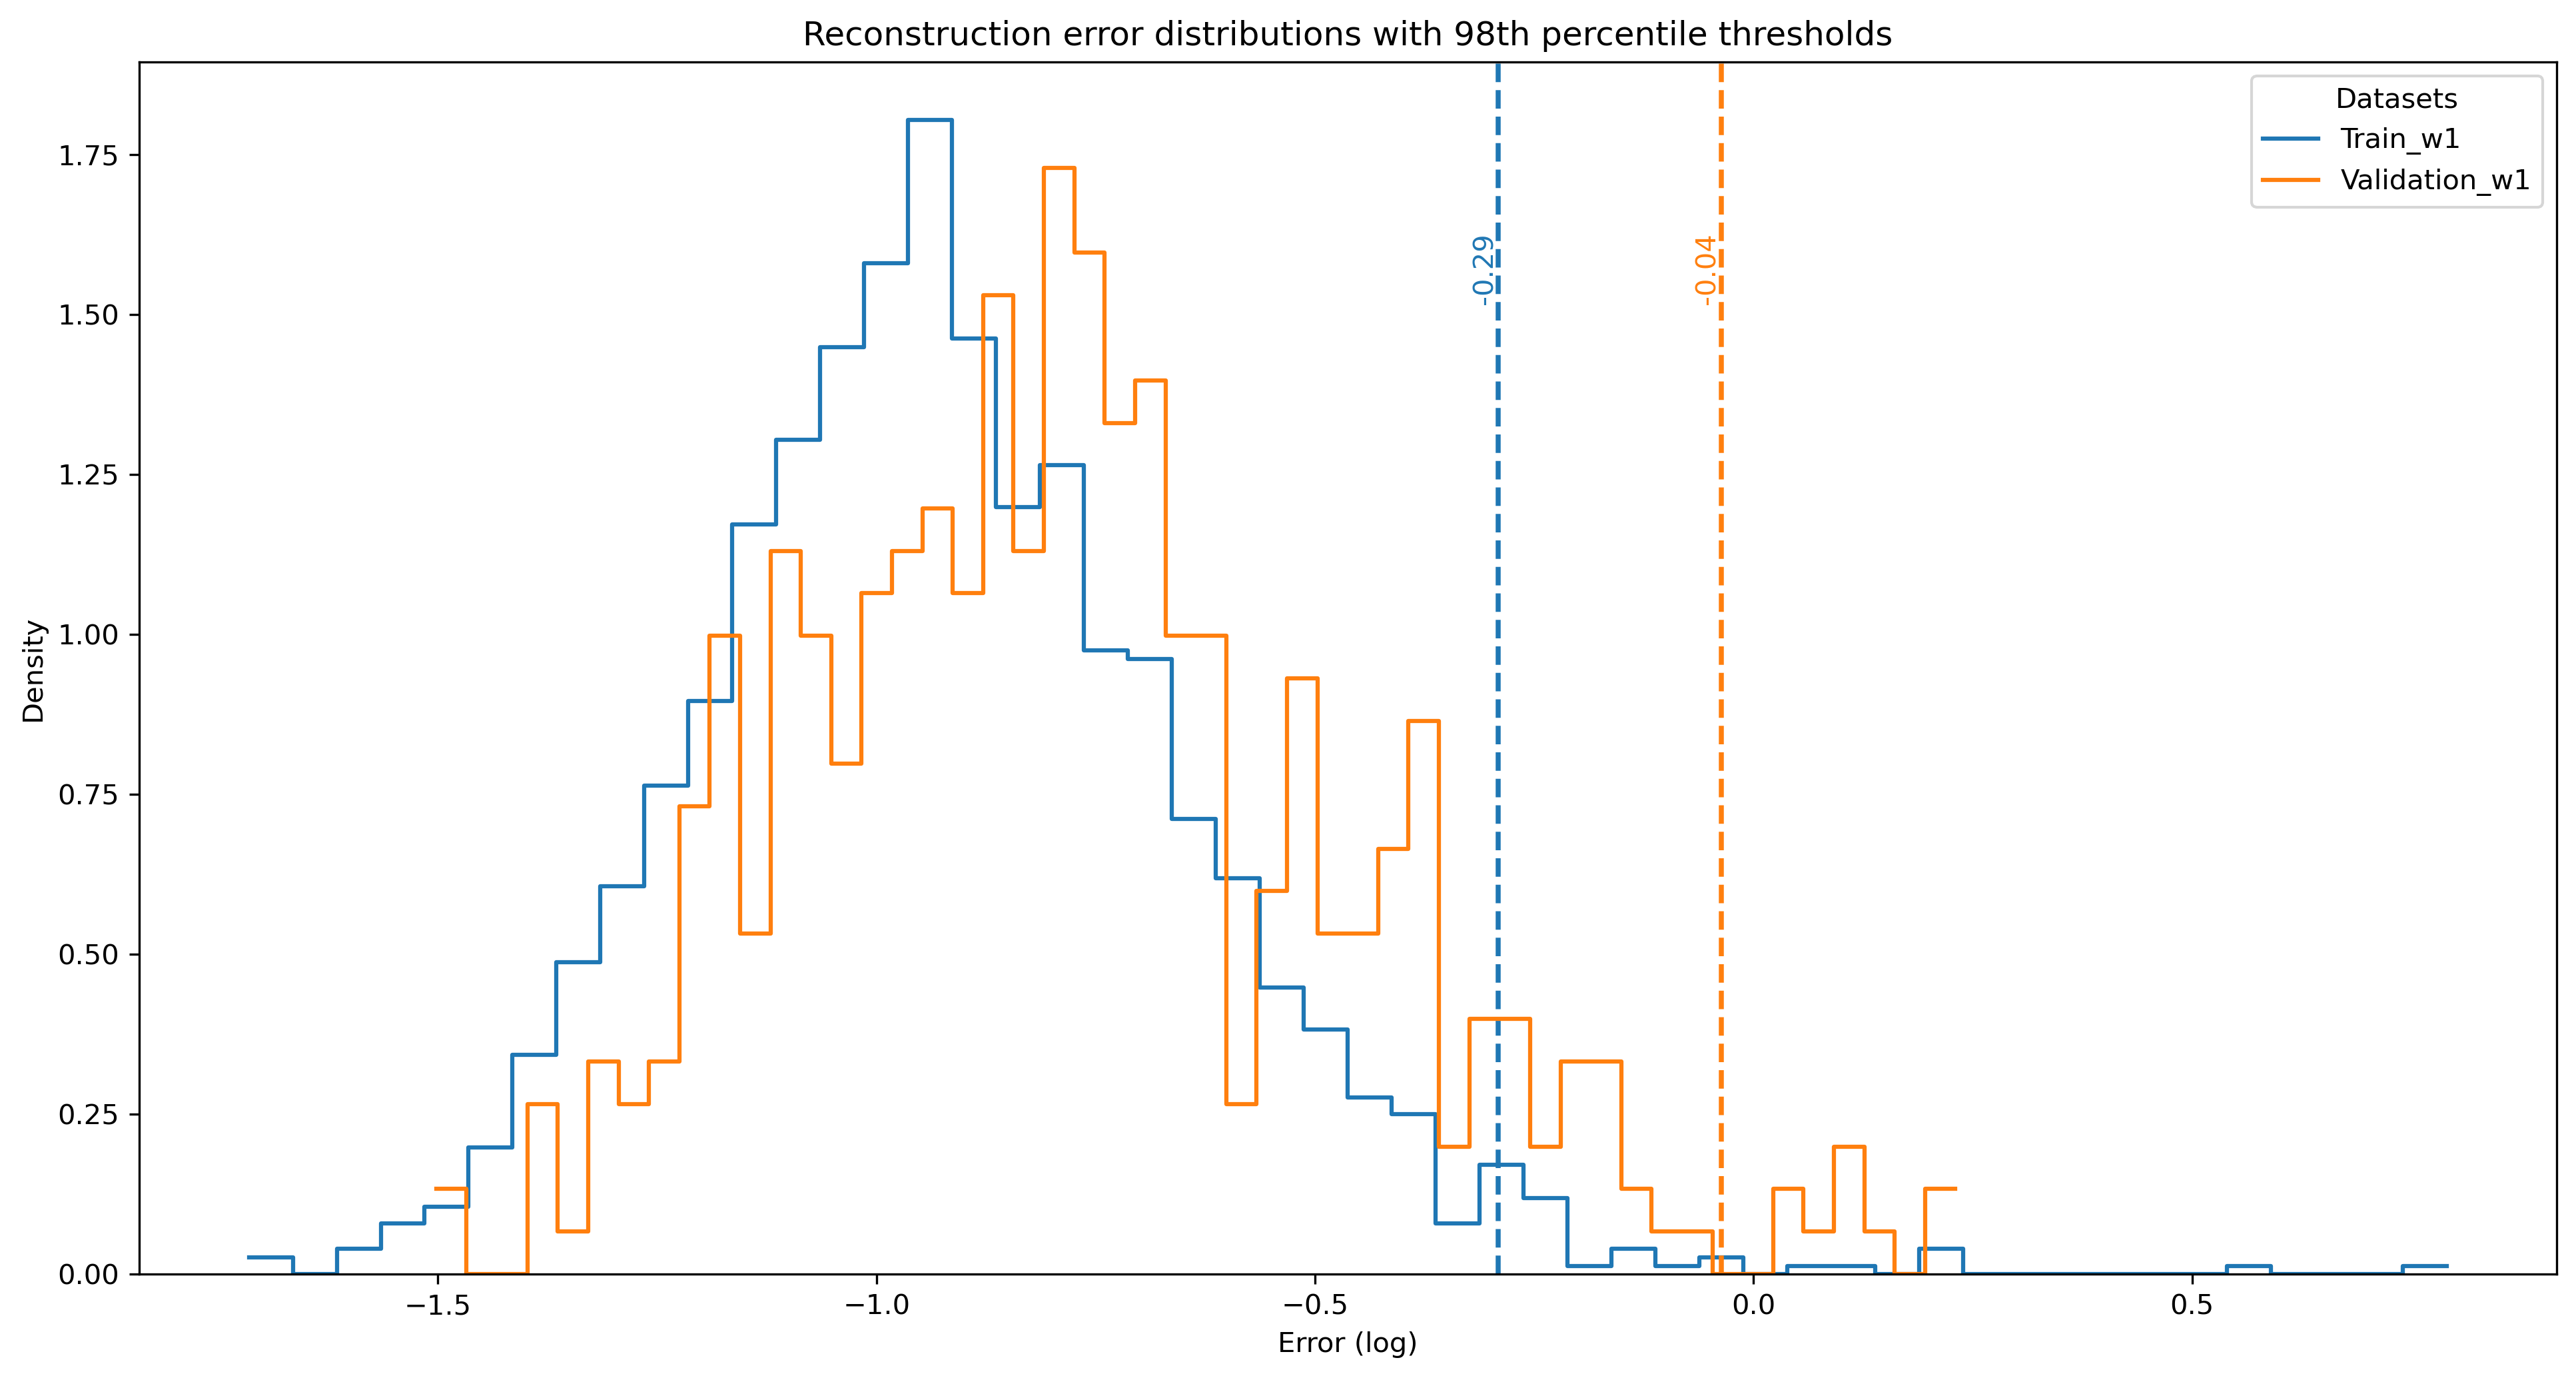 Reconstruction error distributions with 98th percentile thresholds
Datasets
Train_w1
Validation_w1
-0.29
-0.04
Density
1.75
1.50
1.25
1.00
0.75
0.50
0.25
0.00
−1.5
−1.0
−0.5
0.0
0.5
Error (log)